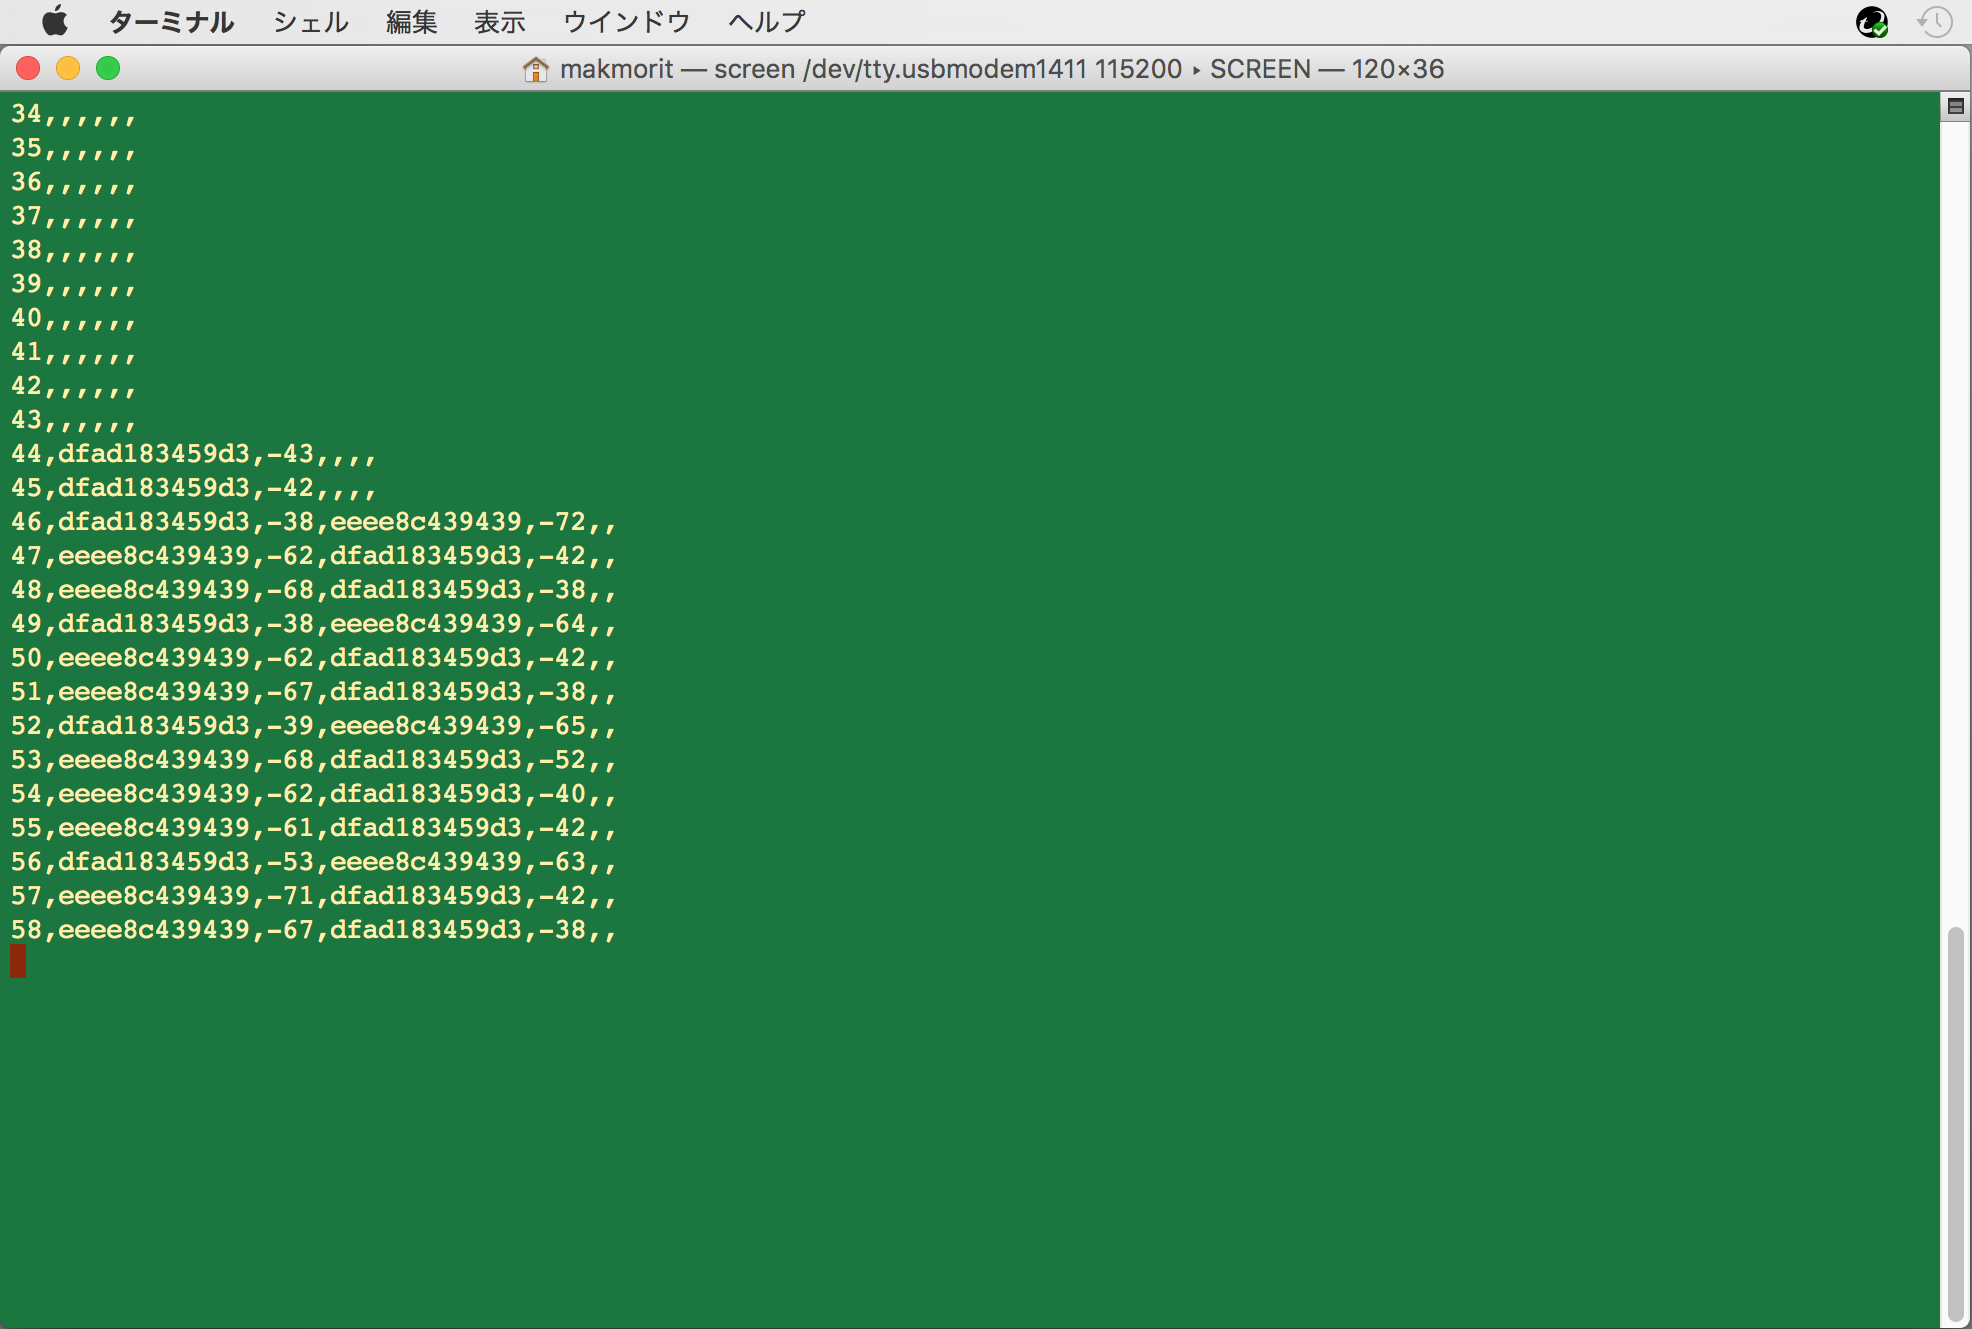 ターミナル シェル 編集 表示 ウインドウ ヘルプ
makmorit — screen /dev/tty.usbmodem1411 115200 ▸ SCREEN — 120×36
34,,,,,,
35,,,,,,
36,,,,,,
37,,,,,,
38,,,,,,
39,,,,,,
40,,,,,,
41,,,,,,
42,,,,,,
43,,,,,,
44,dfad183459d3,-43,,,,
45,dfad183459d3,-42,,,,
46,dfad183459d3,-38,eeee8c439439,-72,,
47,eeee8c439439,-62,dfad183459d3,-42,,
48,eeee8c439439,-68,dfad183459d3,-38,,
49,dfad183459d3,-38,eeee8c439439,-64,,
50,eeee8c439439,-62,dfad183459d3,-42,,
51,eeee8c439439,-67,dfad183459d3,-38,,
52,dfad183459d3,-39,eeee8c439439,-65,,
53,eeee8c439439,-68,dfad183459d3,-52,,
54,eeee8c439439,-62,dfad183459d3,-40,,
55,eeee8c439439,-61,dfad183459d3,-42,,
56,dfad183459d3,-53,eeee8c439439,-63,,
57,eeee8c439439,-71,dfad183459d3,-42,,
58,eeee8c439439,-67,dfad183459d3,-38,,